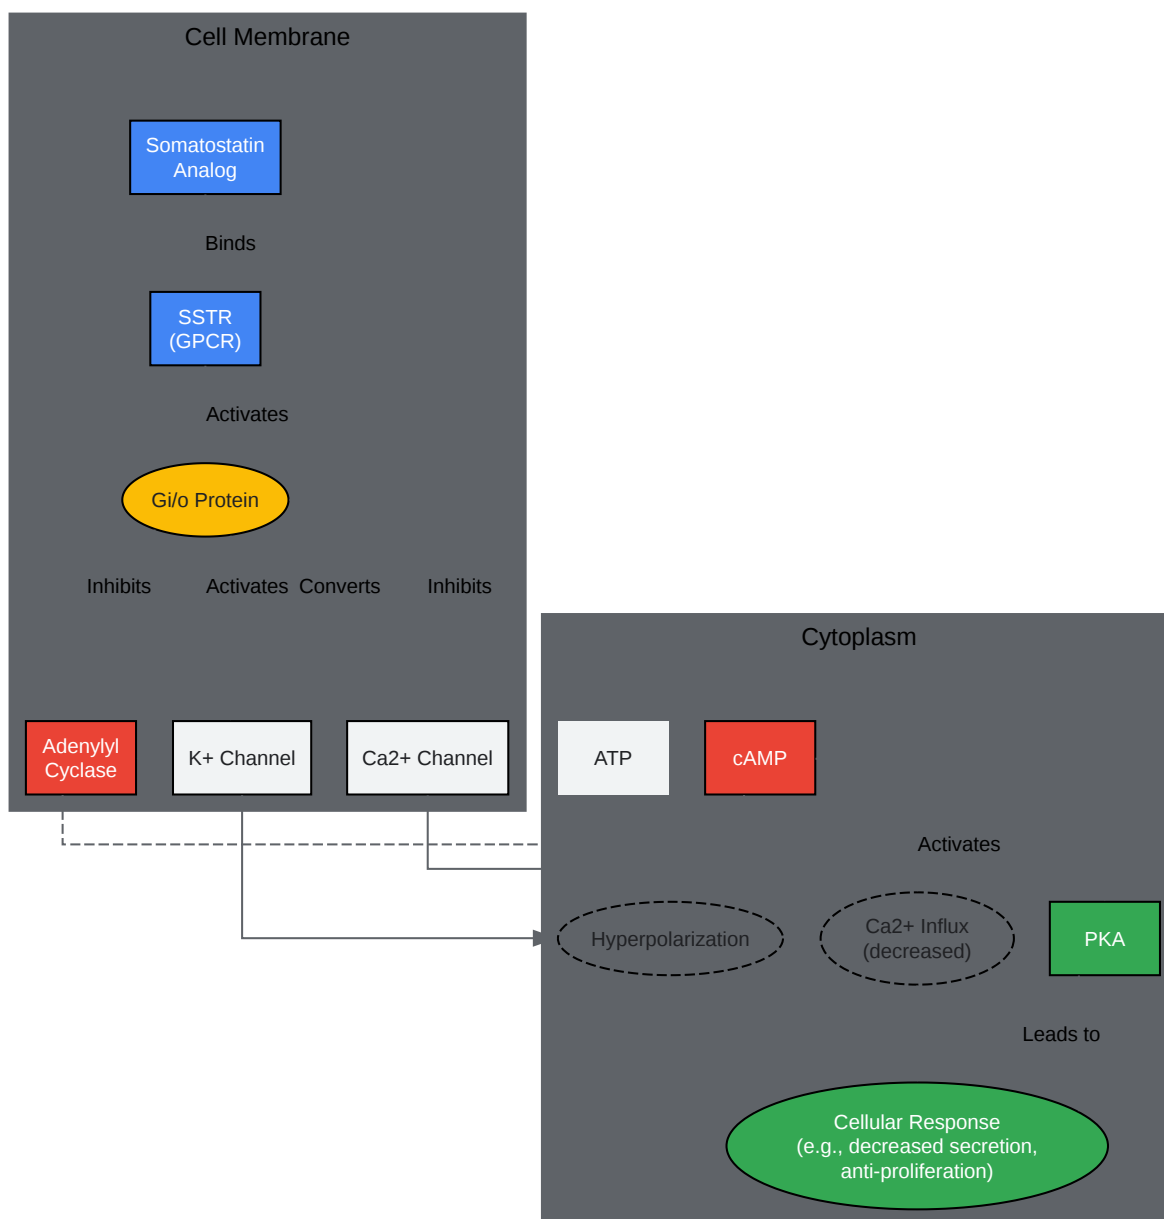 Cell Membrane
Somatostatin
Analog
Binds
SSTR
(GPCR)
Activates
Gi/o Protein
Inhibits
Activates
Converts
Inhibits
Adenylyl
Cyclase
K+ Channel
Ca2+ Channel
Cytoplasm
ATP
cAMP
Activates
Hyperpolarization
Ca2+ Influx
(decreased)
PKA
Leads to
Cellular Response
(e.g., decreased secretion,
anti-proliferation)